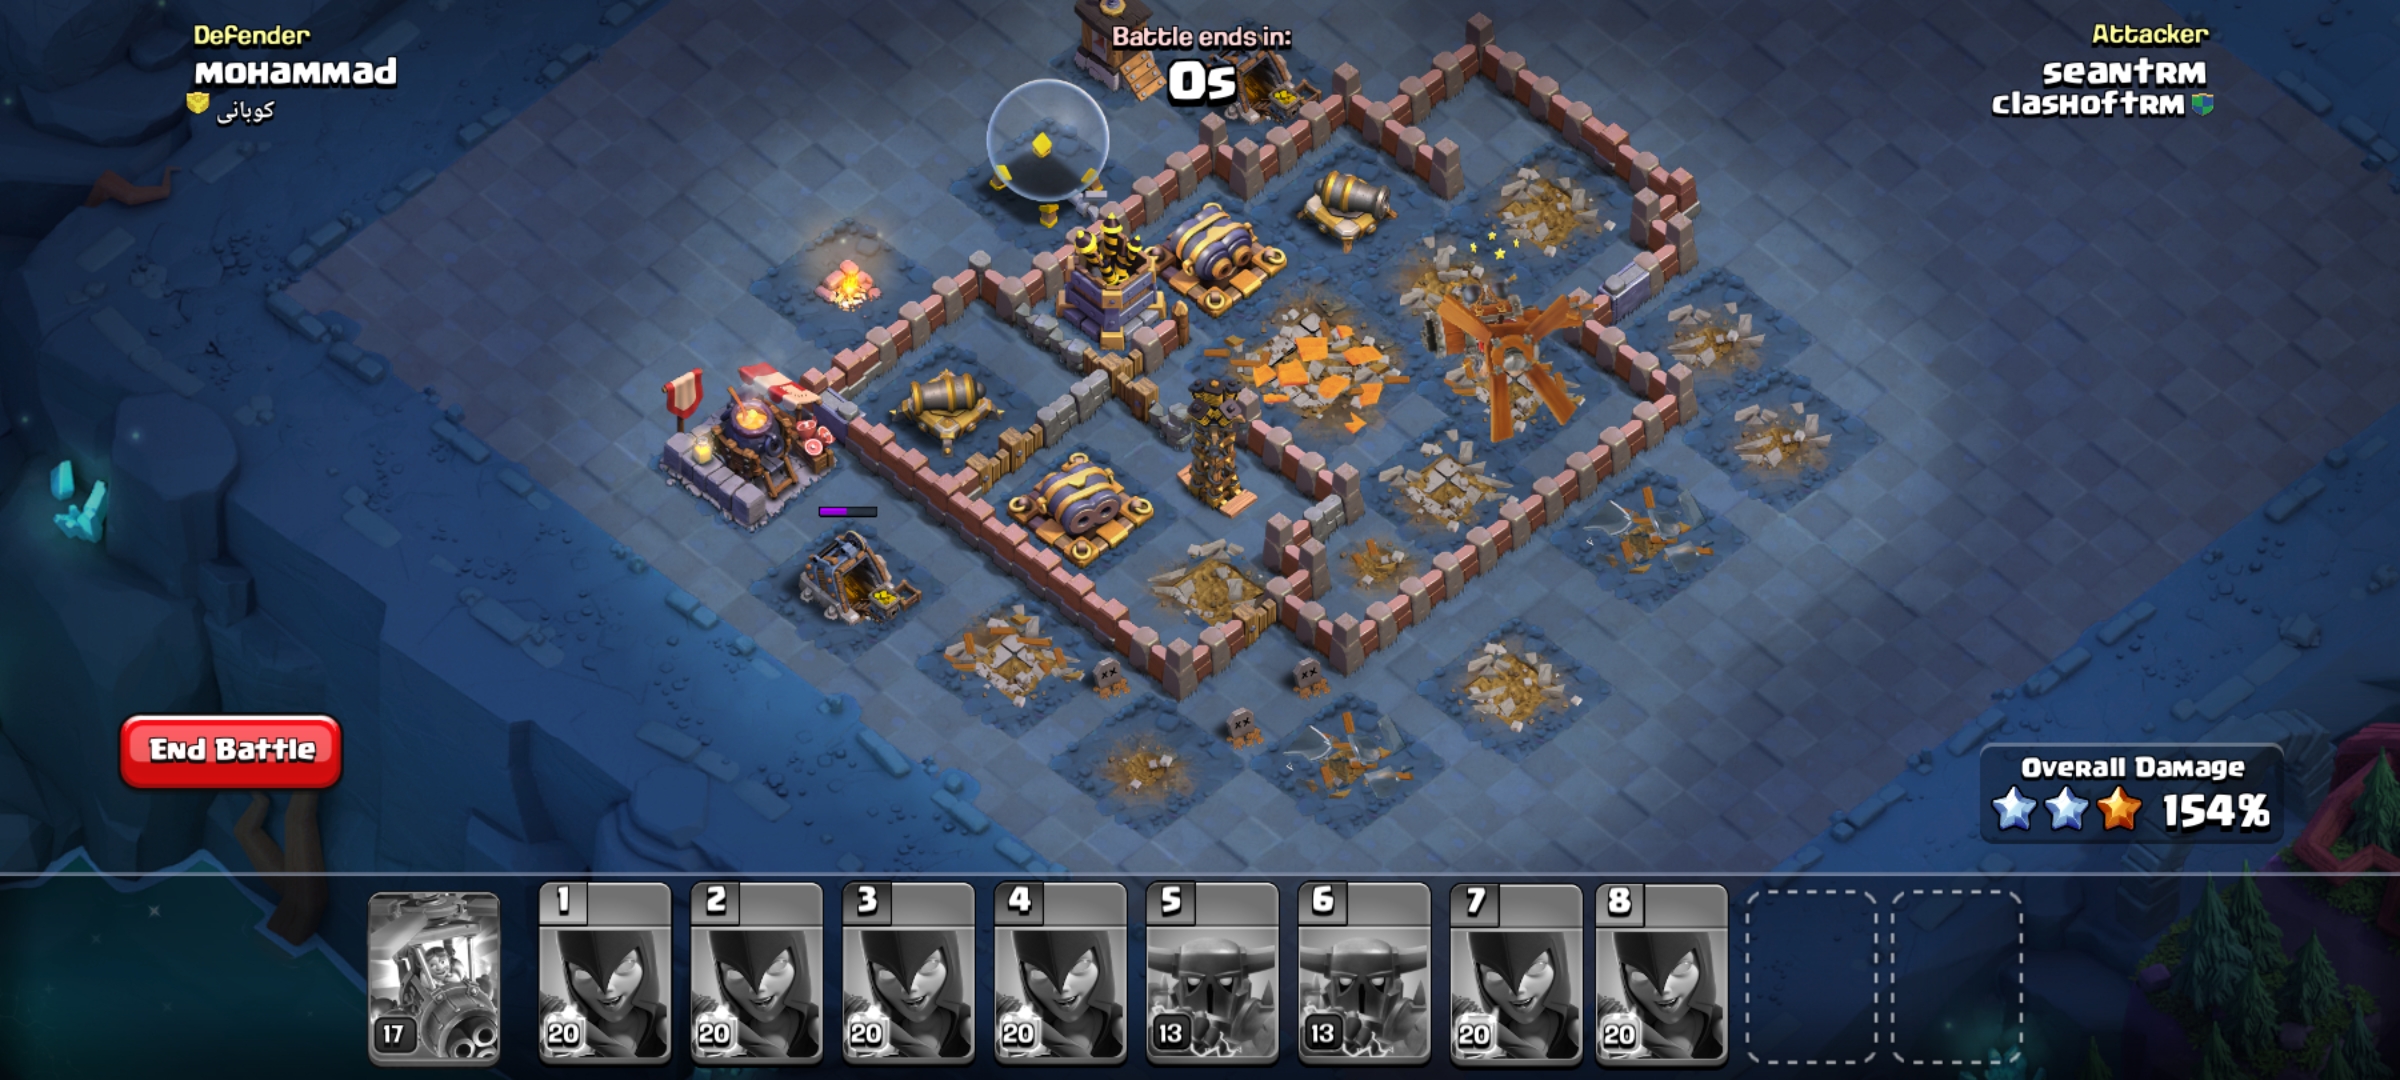 Defender
Mohammad
کوبانی
Battle ends in:
0s
Attacker
seantrm
clashoftrm
End Battle
Overall Damage
154%
1 2 3 4 5 6 7 8
17 20 20 20 20 13 13 20 20